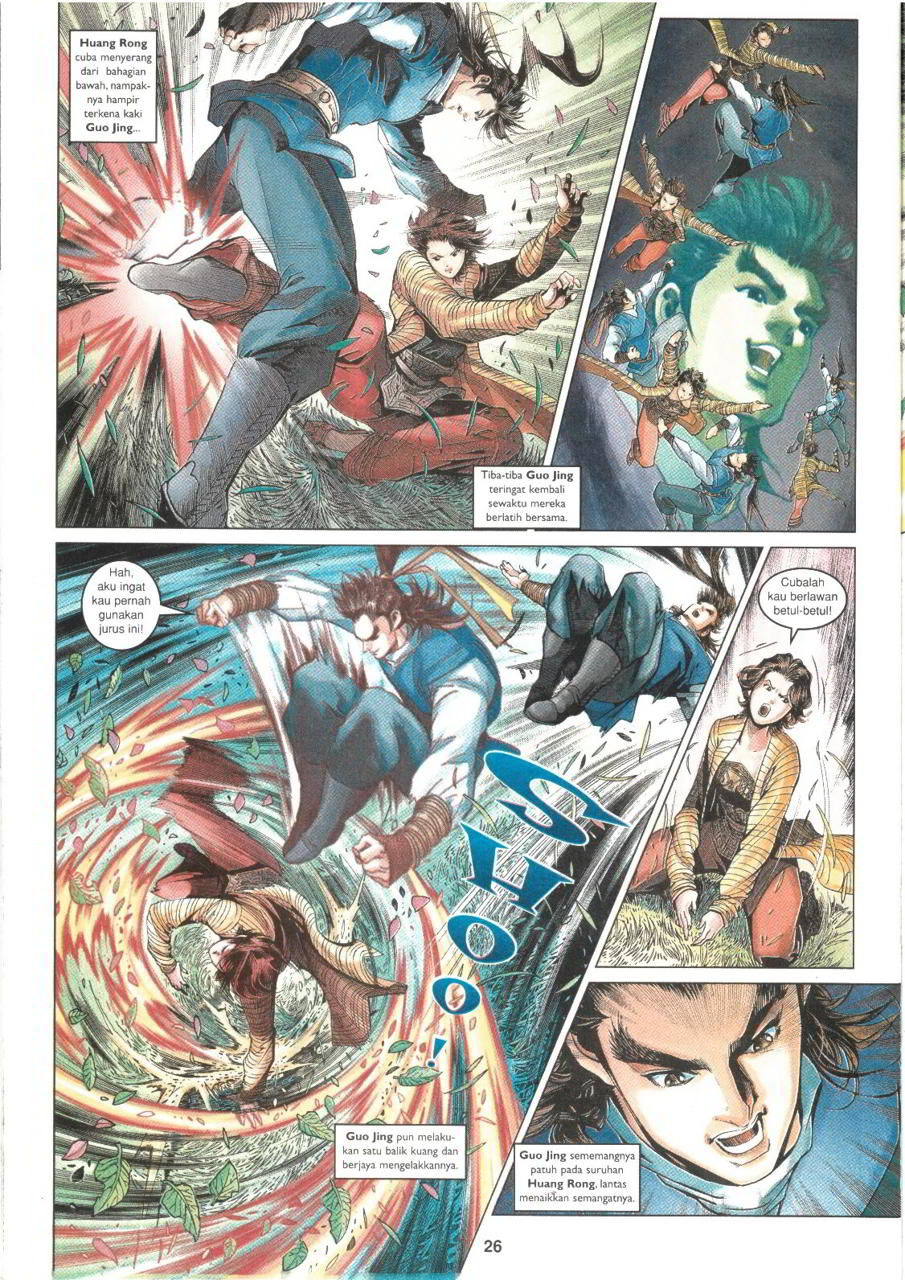 Huang Rong
cuba menyerang
dari bahagian
bawah, nampak-
nya hampir
terkena kaki
Guo Jing...
Tiba-tiba Guo Jing
teringat kembali
sewaktu mereka
berlatih bersama.
Hah,
aku ingat
kau pernah
gunakan
jurus ini!
Cubalah
kau berlawan
betul-betul!
SHOO!
Guo Jing pun melaku-
kan satu balik kuang dan
berjaya mengelakkannya.
Guo Jing sememangnya
patuh pada suruhan
Huang Rong, lantas
menaikkan semangatnya.
26